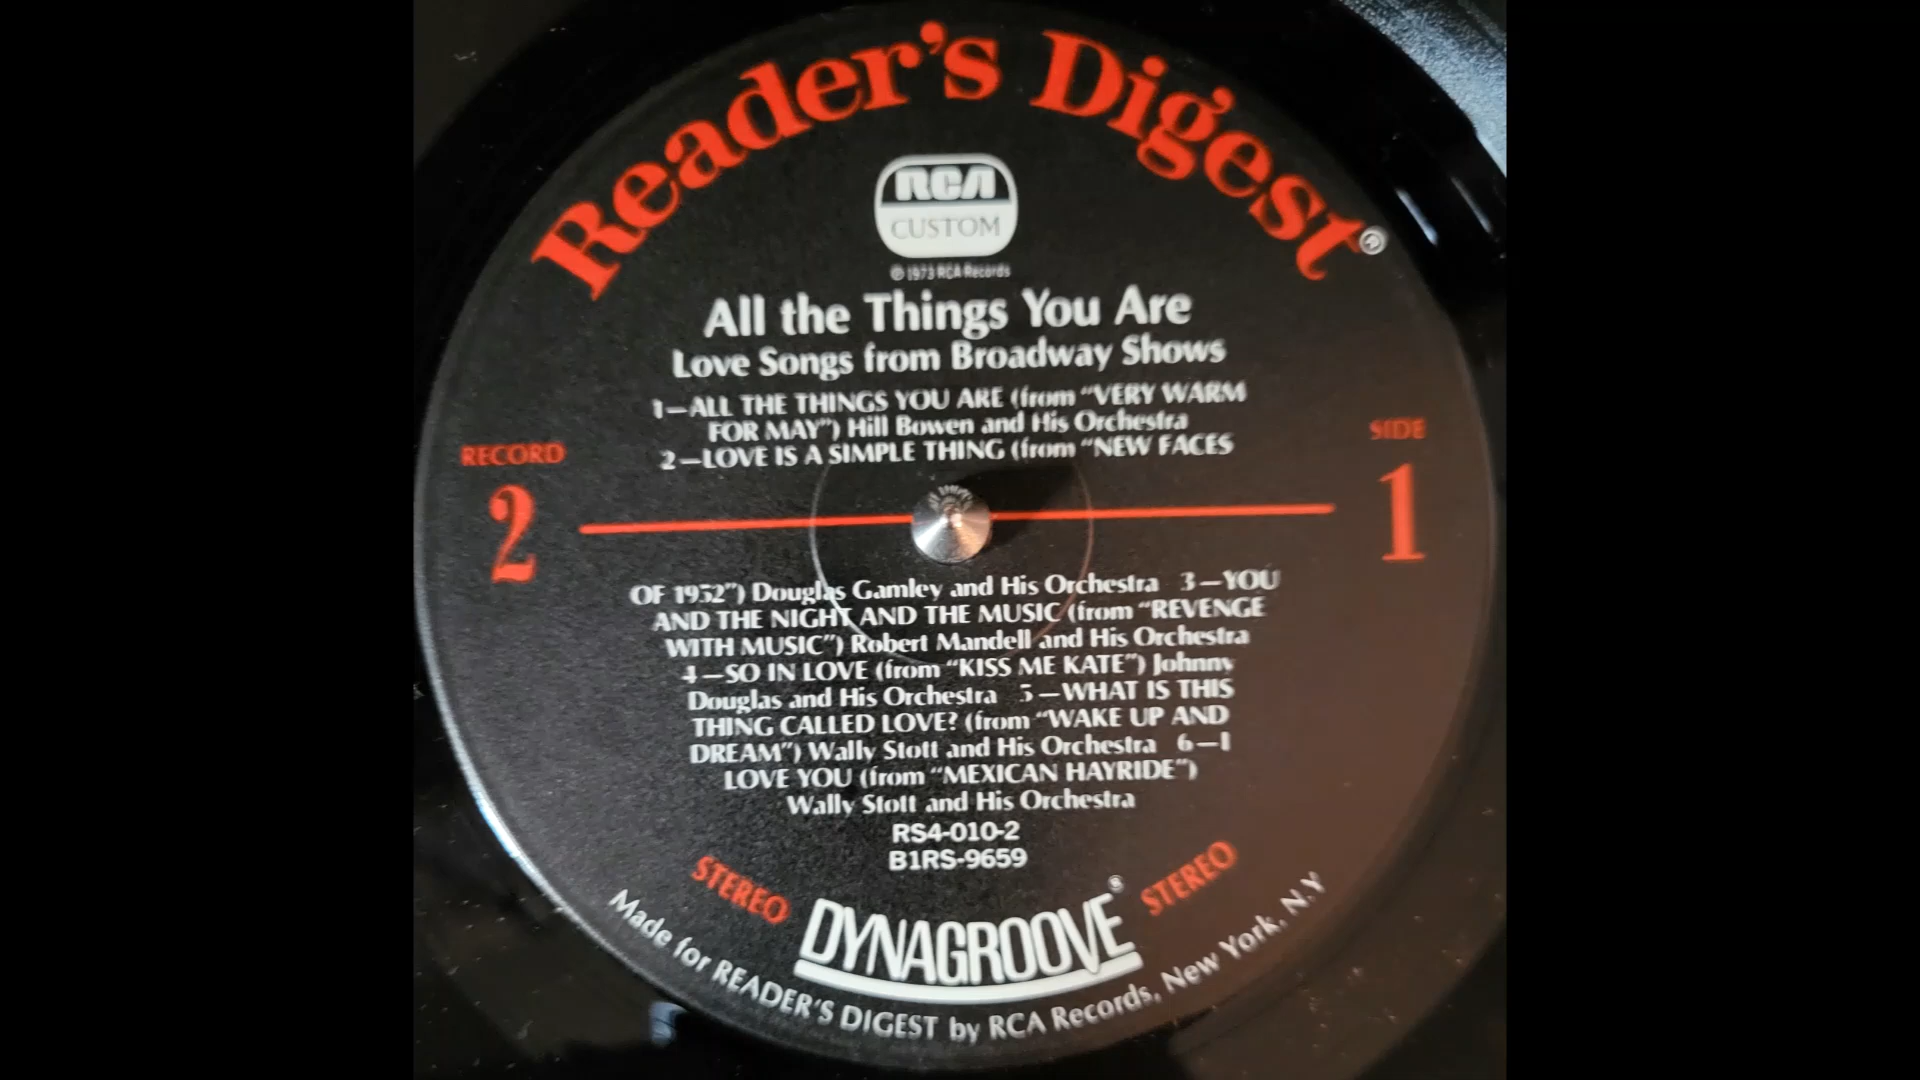 Reader's Digest®
RCA
CUSTOM
℗ 1973 RCA Records
All the Things You Are
Love Songs from Broadway Shows
1—ALL THE THINGS YOU ARE (from "VERY WARM
FOR MAY") Hill Bowen and His Orchestra
2—LOVE IS A SIMPLE THING (from "NEW FACES
RECORD
2
SIDE
1
OF 1952") Douglas Gamley and His Orchestra 3—YOU
AND THE NIGHT AND THE MUSIC (from "REVENGE
WITH MUSIC") Robert Mandell and His Orchestra
4—SO IN LOVE (from "KISS ME KATE") Johnny
Douglas and His Orchestra 5—WHAT IS THIS
THING CALLED LOVE? (from "WAKE UP AND
DREAM") Wally Stott and His Orchestra 6—I
LOVE YOU (from "MEXICAN HAYRIDE")
Wally Stott and His Orchestra
RS4-010-2
B1RS-9659
STEREO
DYNAGROOVE®
STEREO
Made for READER'S DIGEST by RCA Records, New York, N.Y